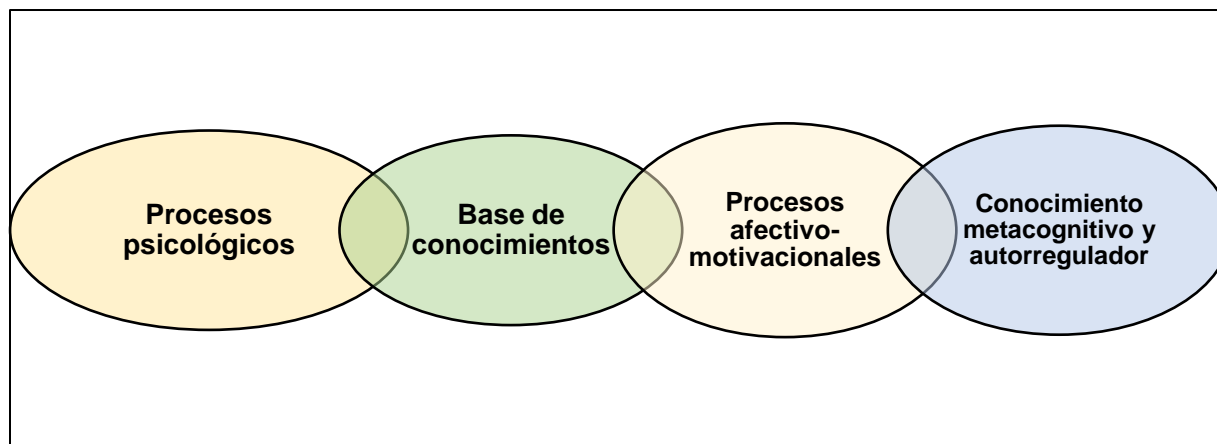 Procesos
psicológicos
Base de
conocimientos
Procesos
afectivo-
motivacionales
Conocimiento
metacognitivo y
autorregulador